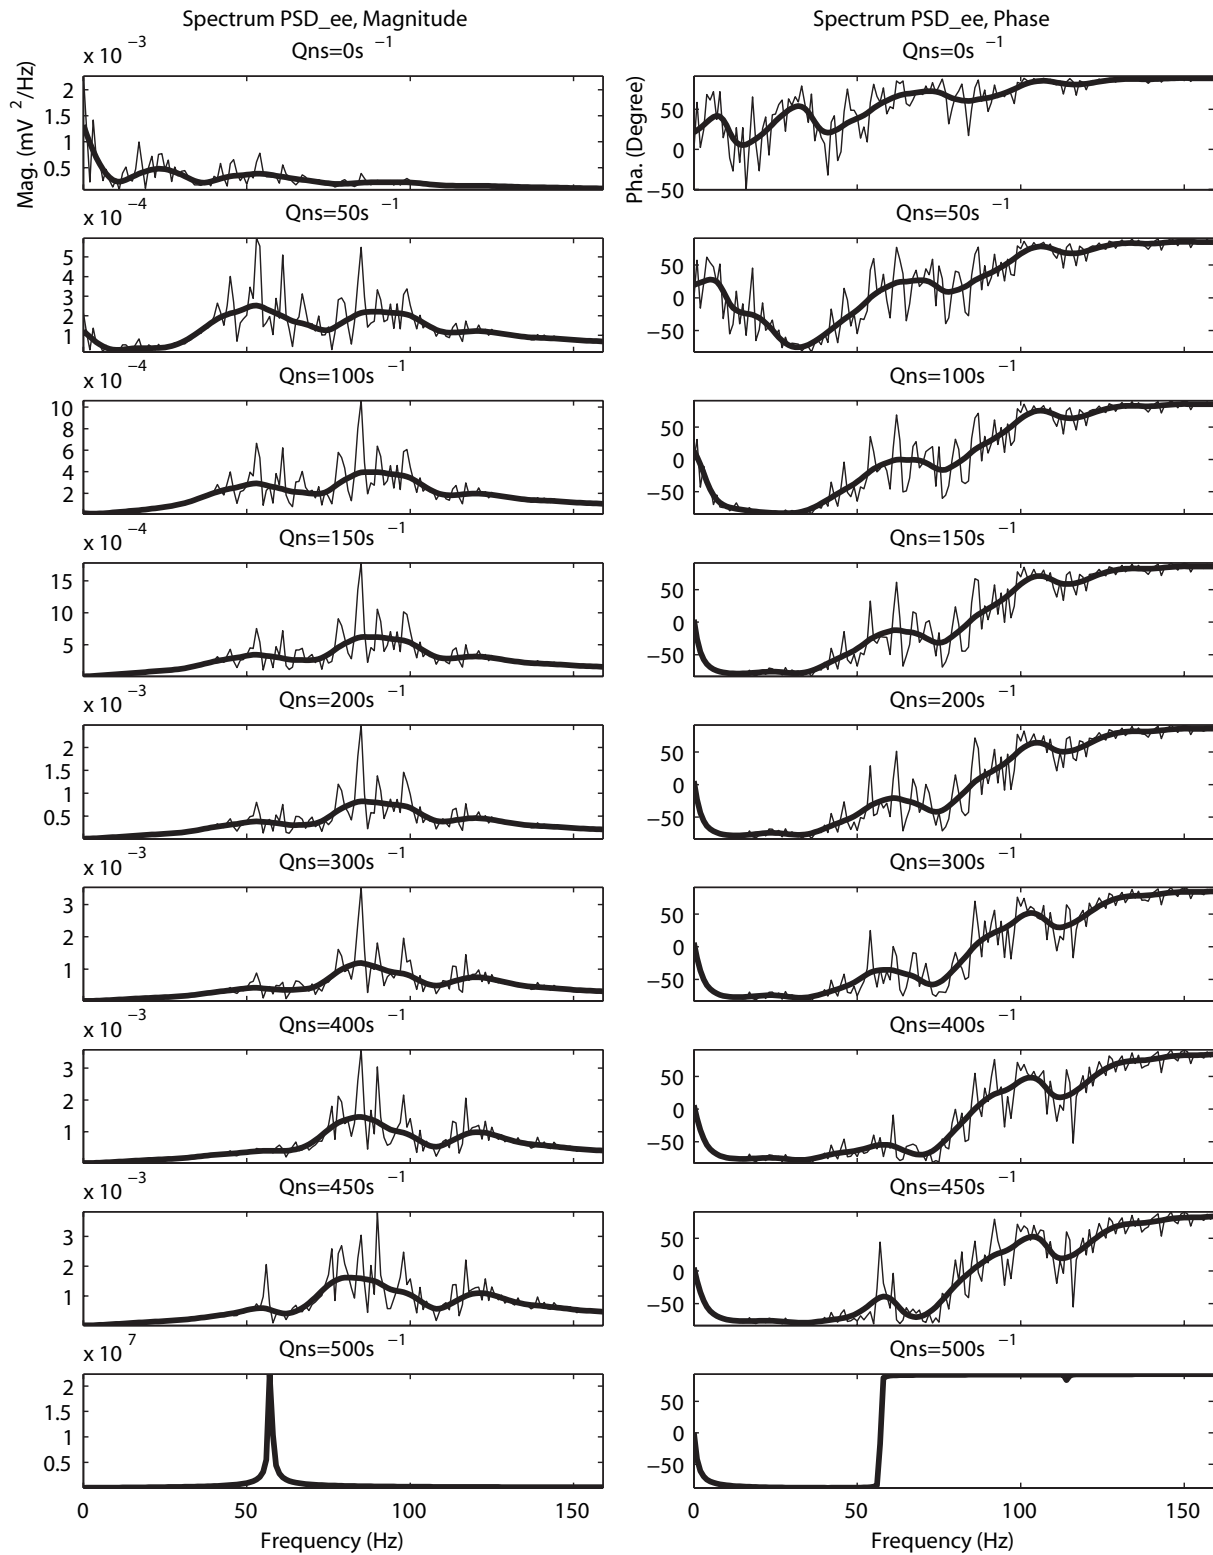 Spectrum PSD_ee, Magnitude
Spectrum PSD_ee, Phase
Qns=0s −1
Qns=0s −1
x 10 −3
Mag. (mV 2/Hz)
2
1.5
1
0.5
Pha. (Degree)
50
0
−50
x 10 −4
Qns=50s −1
Qns=50s −1
5
4
3
2
1
50
0
−50
x 10 −4
Qns=100s −1
Qns=100s −1
10
8
6
4
2
50
0
−50
x 10 −4
Qns=150s −1
Qns=150s −1
15
10
5
50
0
−50
x 10 −3
Qns=200s −1
Qns=200s −1
2
1.5
1
0.5
50
0
−50
x 10 −3
Qns=300s −1
Qns=300s −1
3
2
1
50
0
−50
x 10 −3
Qns=400s −1
Qns=400s −1
3
2
1
50
0
−50
x 10 −3
Qns=450s −1
Qns=450s −1
3
2
1
50
0
−50
x 10 7
Qns=500s −1
Qns=500s −1
2
1.5
1
0.5
50
0
−50
0 50 100 150
0 50 100 150
Frequency (Hz)
Frequency (Hz)